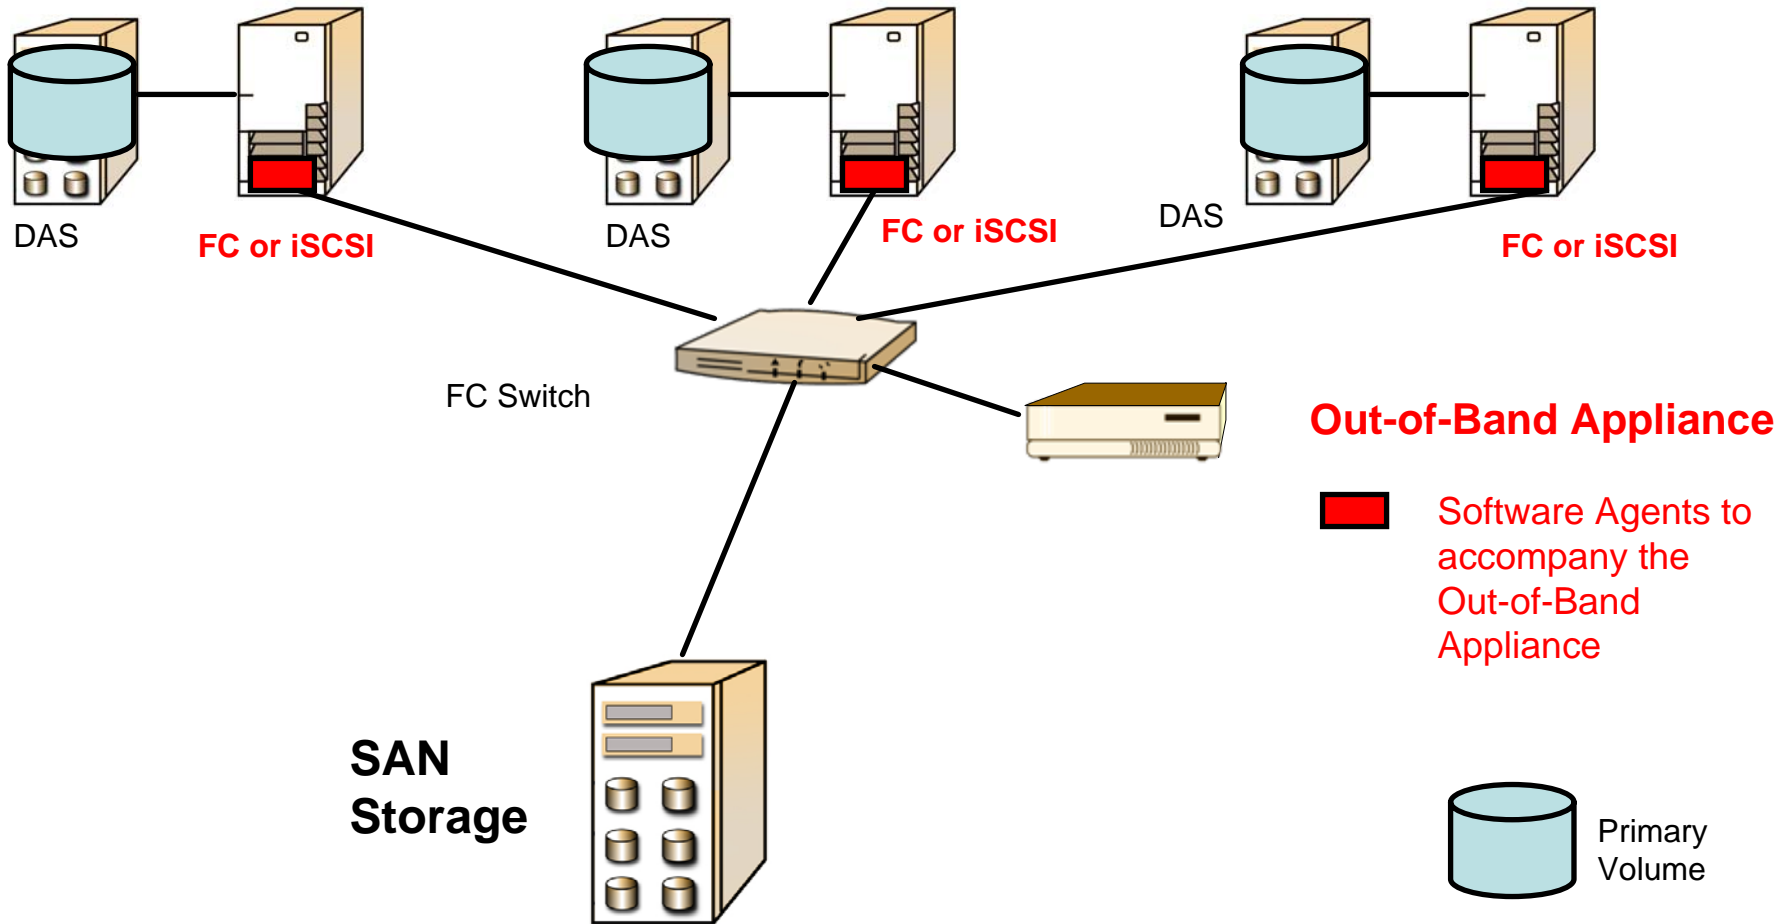 DAS
FC or iSCSI
DAS
FC or iSCSI
DAS
FC or iSCSI
FC Switch
Out-of-Band Appliance
Software Agents to
accompany the
Out-of-Band
Appliance
SAN
Storage
Primary
Volume